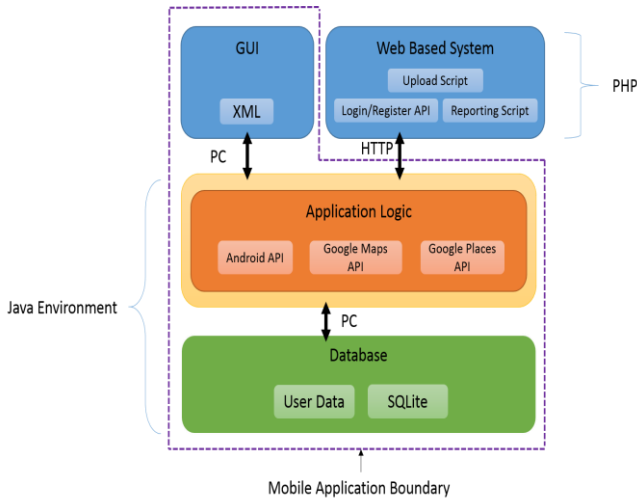 GUI
Web Based System
Upload Script
XML
Login/Register API
Reporting Script
PHP
PC
HTTP
Application Logic
Android API
Google Maps
API
Google Places
API
Java Environment
PC
Database
User Data
SQLite
Mobile Application Boundary